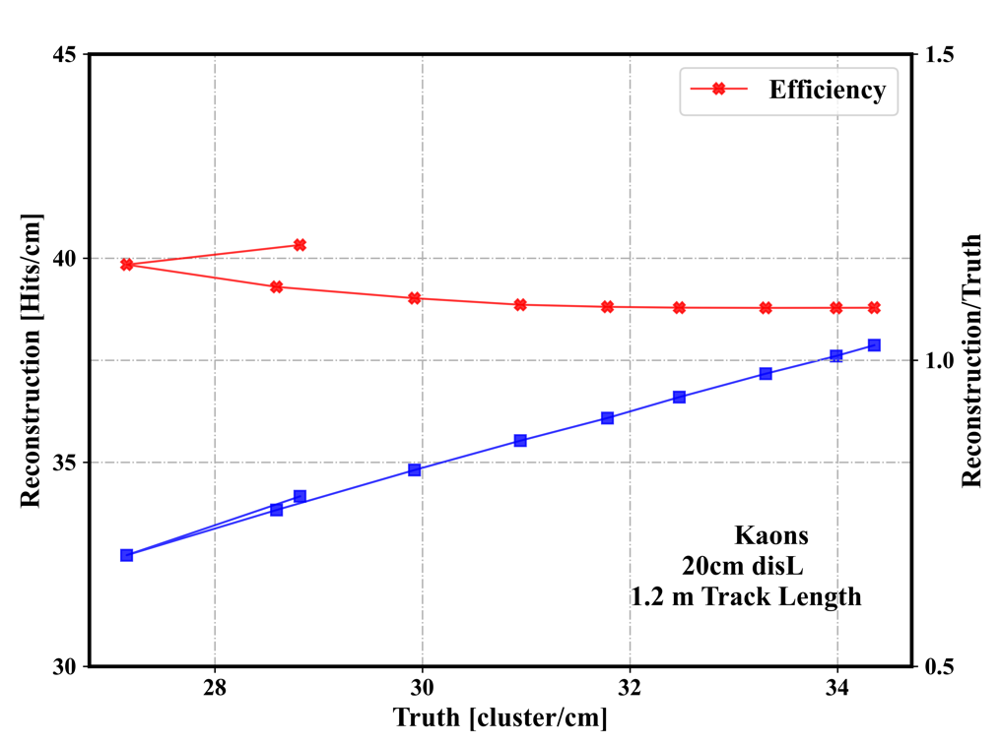 45
1.5
Efficiency
40
1.0
35
Kaons
20cm disL
1.2 m Track Length
30
0.5
28
30
32
34
Truth [cluster/cm]
Reconstruction [Hits/cm]
Reconstruction/Truth